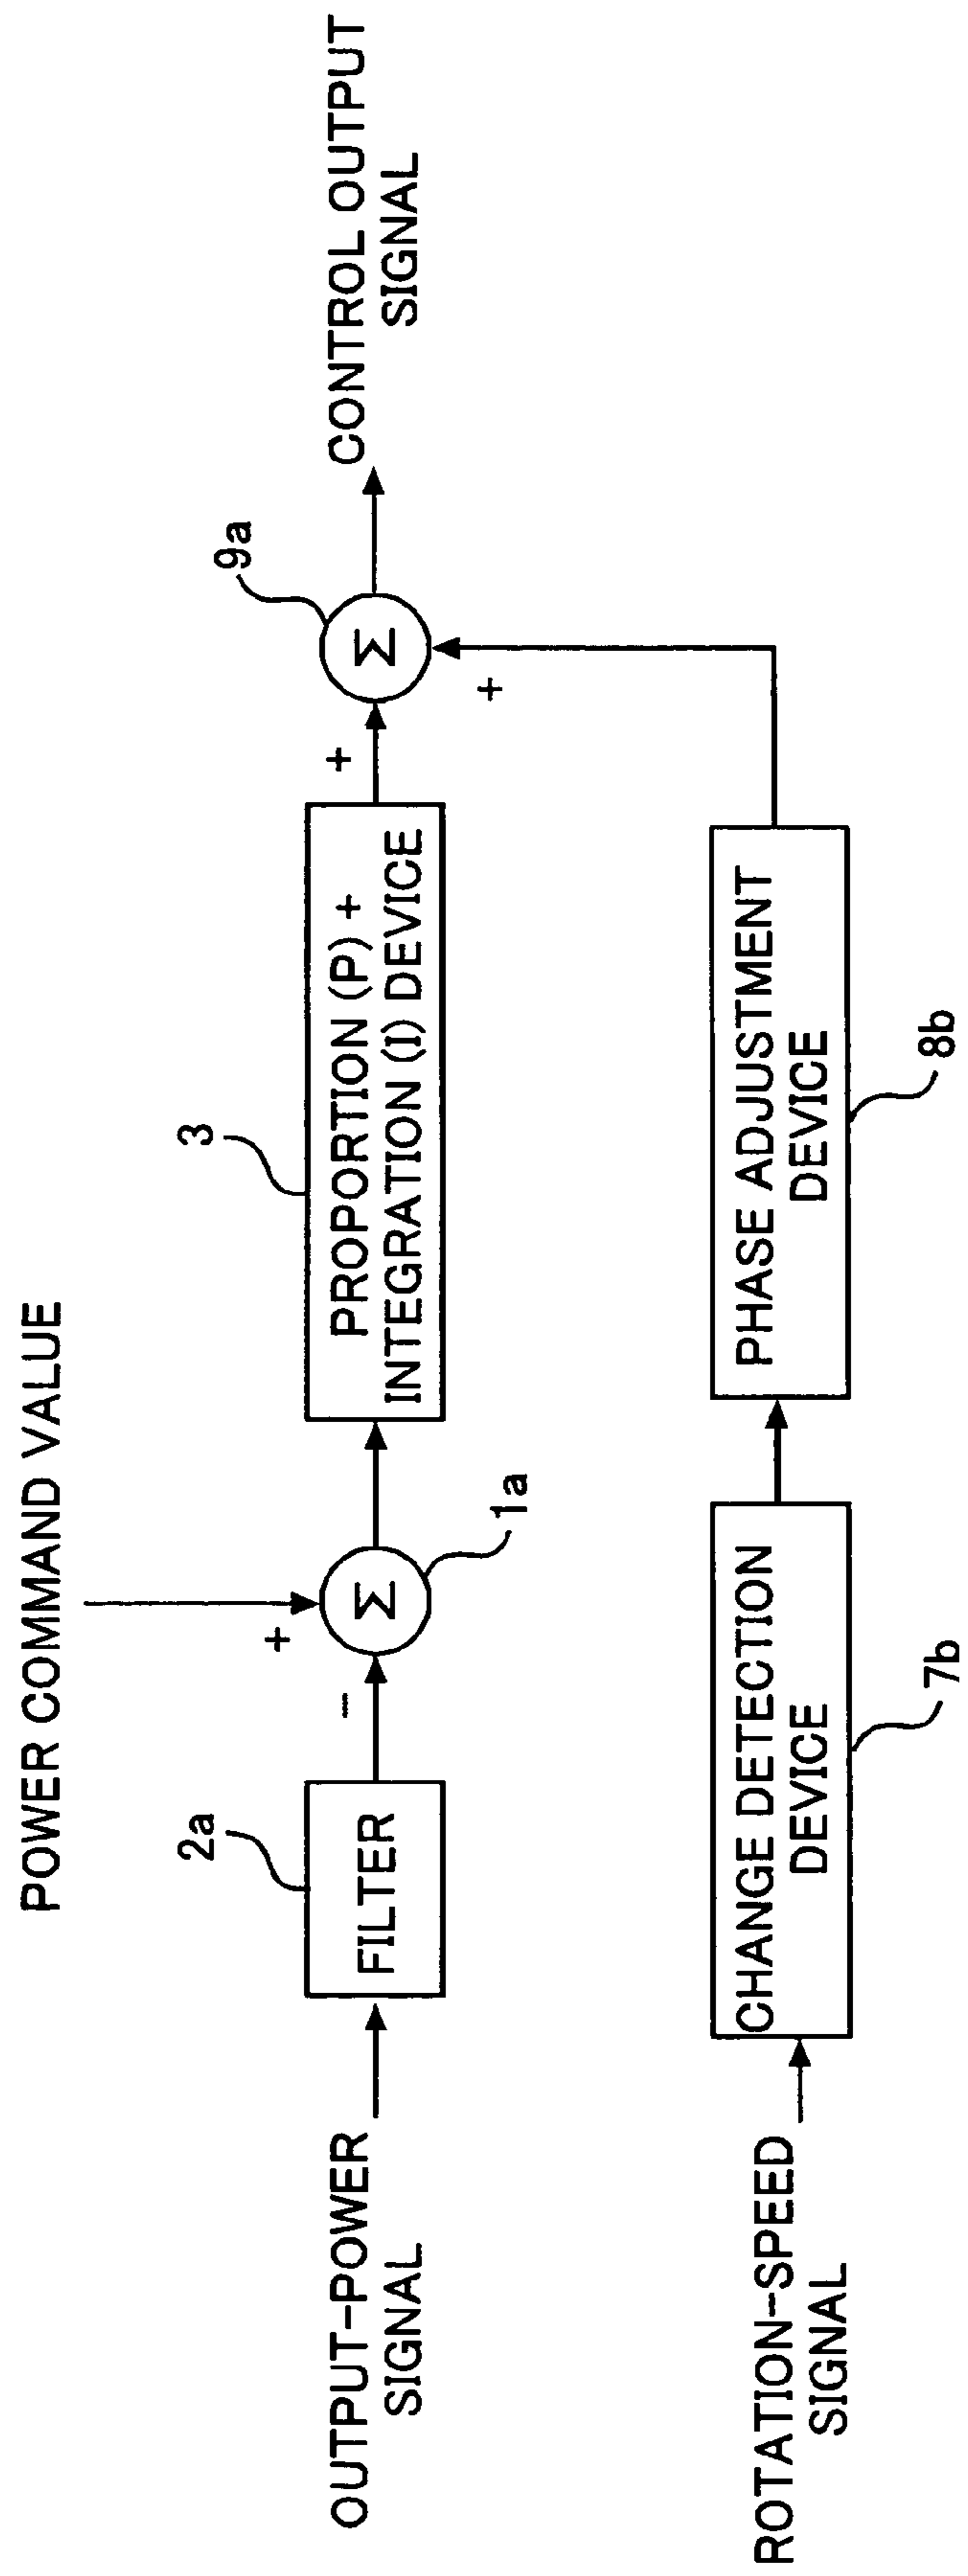 POWER COMMAND VALUE
OUTPUT-POWER
SIGNAL
2a
FILTER
−
+
Σ
1a
3
PROPORTION (P) +
INTEGRATION (I) DEVICE
+
9a
Σ
+
CONTROL OUTPUT
SIGNAL
ROTATION-SPEED
SIGNAL
CHANGE DETECTION
DEVICE
7b
PHASE ADJUSTMENT
DEVICE
8b